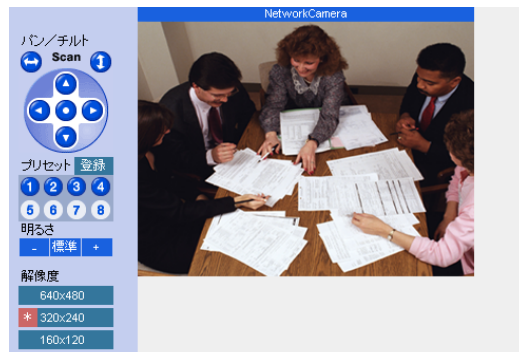 NetworkCamera
パン／チルト
Scan
プリセット 登録
1 2 3 4
5 6 7 8
明るさ
- 標準 +
解像度
640x480
* 320x240
160x120